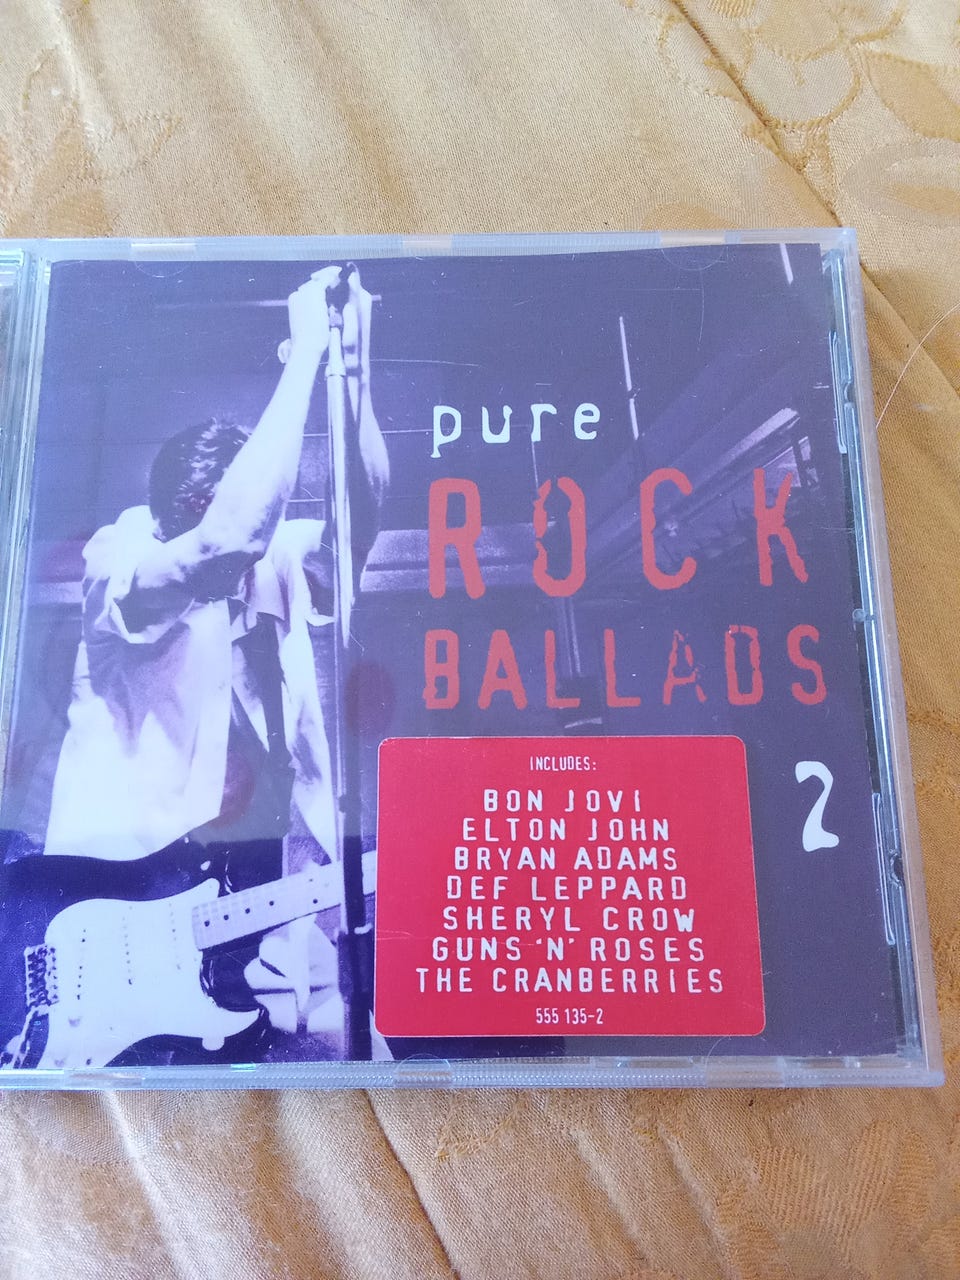 pure
ROCK
BALLADS
2
INCLUDES:
BON JOVI
ELTON JOHN
BRYAN ADAMS
DEF LEPPARD
SHERYL CROW
GUNS 'N' ROSES
THE CRANBERRIES
555 135-2